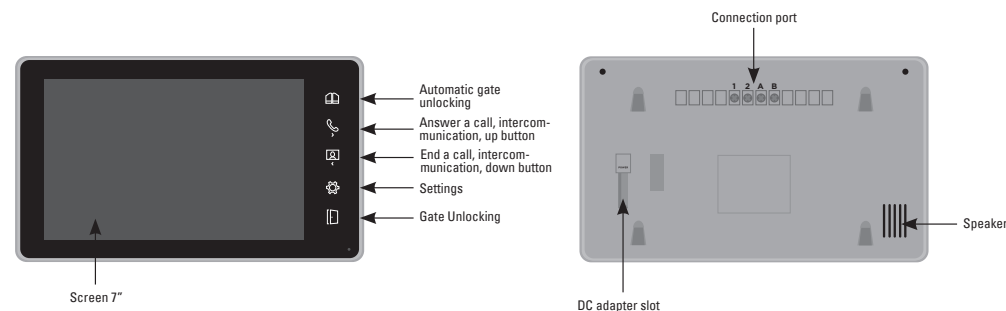 Connection port
1 2 A B
Automatic gate
unlocking
Answer a call, intercom-
munication, up button
End a call, intercom-
munication, down button
Settings
Gate Unlocking
Speaker
Screen 7"
DC adapter slot